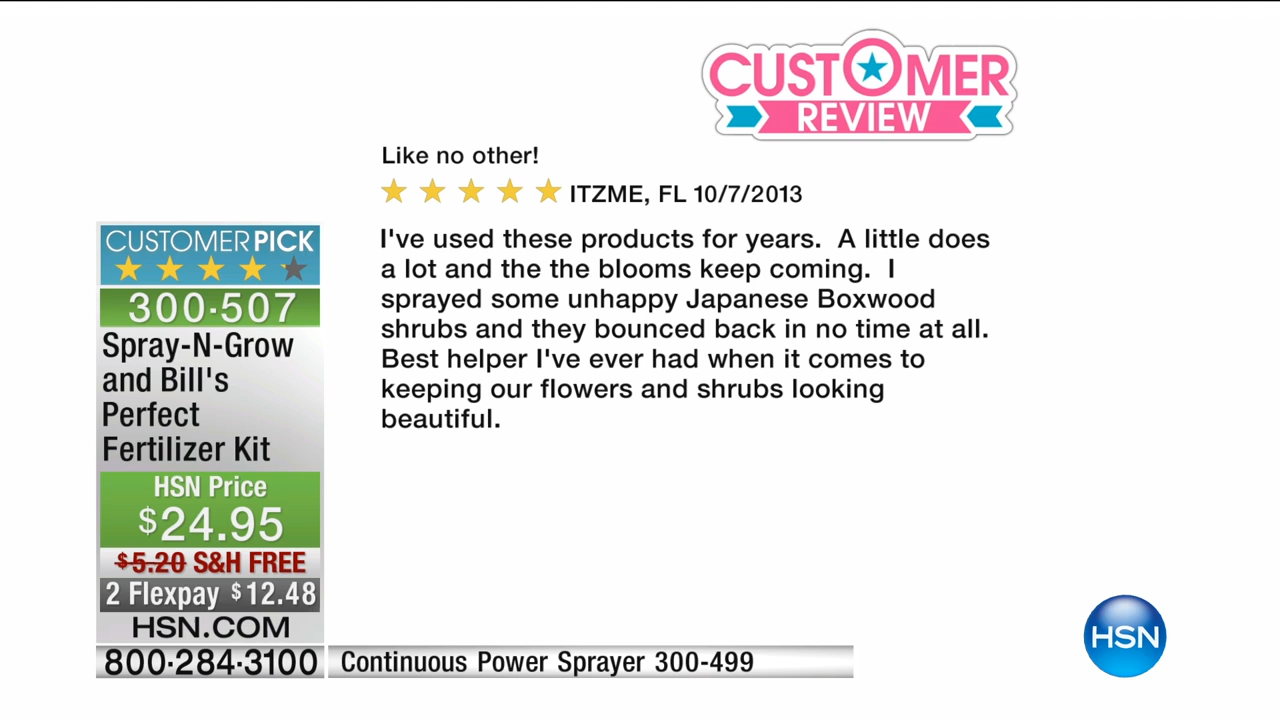 CUSTOMER
REVIEW
Like no other!
ITZME, FL 10/7/2013
I've used these products for years.  A little does
a lot and the the blooms keep coming.  I
sprayed some unhappy Japanese Boxwood
shrubs and they bounced back in no time at all.
Best helper I've ever had when it comes to
keeping our flowers and shrubs looking
beautiful.
CUSTOMER PICK
300·507
Spray-N-Grow
and Bill's
Perfect
Fertilizer Kit
HSN Price
$24.95
$5.20 S&H FREE
2 Flexpay $12.48
HSN.COM
800·284·3100
Continuous Power Sprayer 300-499
HSN